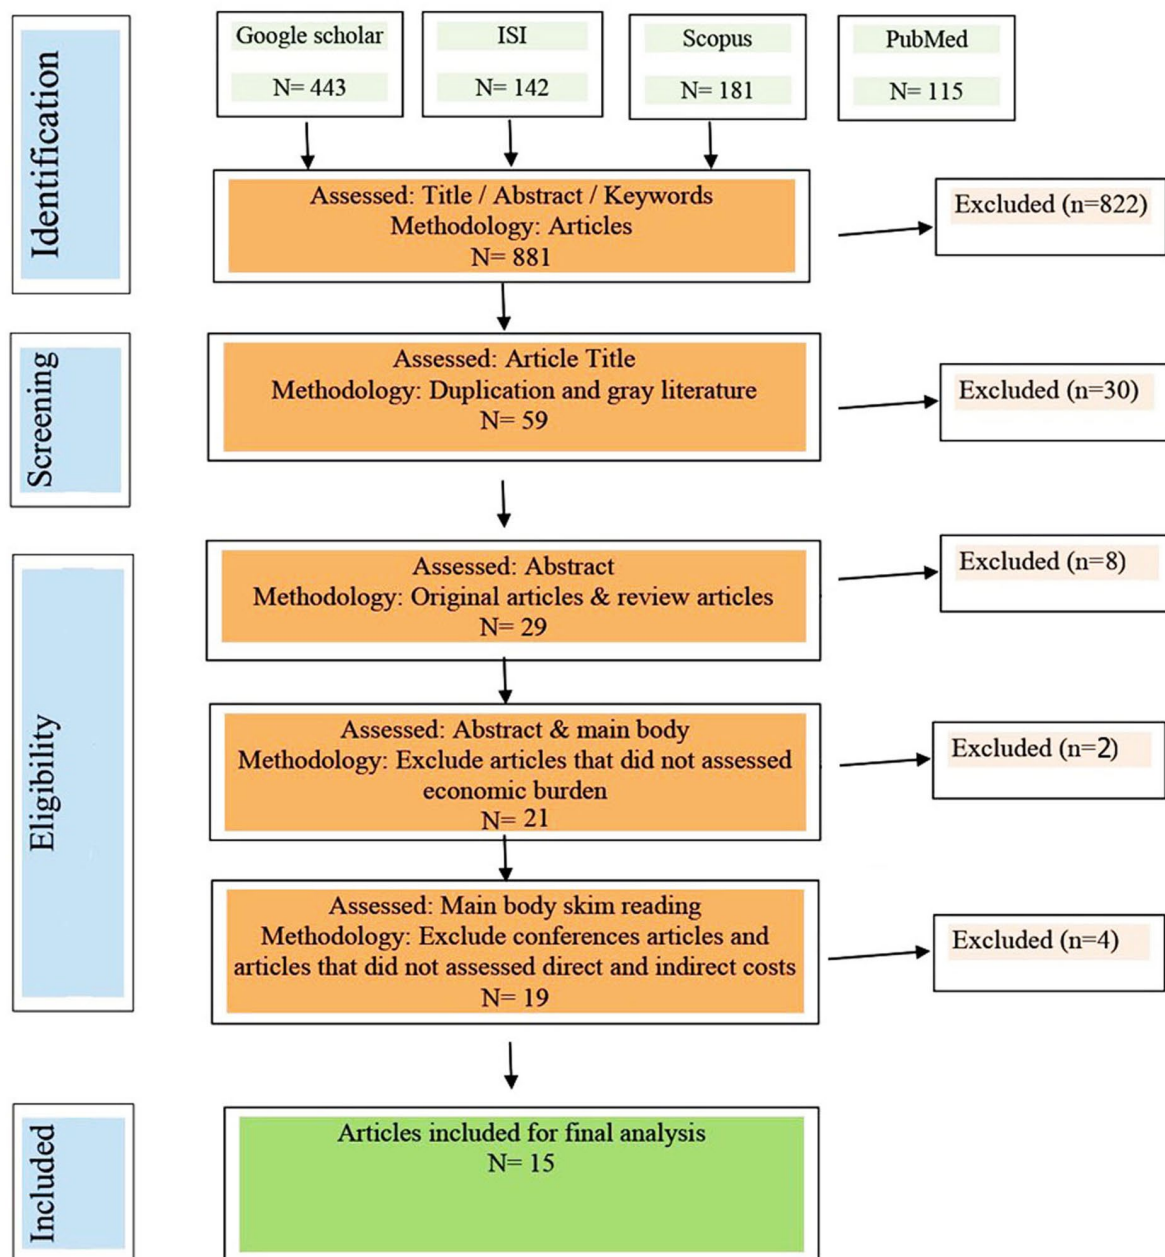 Identification
Google scholar
N= 443
ISI
N= 142
Scopus
N= 181
PubMed
N= 115
Assessed: Title / Abstract / Keywords
Methodology: Articles
N= 881
Excluded (n=822)
Screening
Assessed: Article Title
Methodology: Duplication and gray literature
N= 59
Excluded (n=30)
Eligibility
Assessed: Abstract
Methodology: Original articles & review articles
N= 29
Excluded (n=8)
Assessed: Abstract & main body
Methodology: Exclude articles that did not assessed
economic burden
N= 21
Excluded (n=2)
Assessed: Main body skim reading
Methodology: Exclude conferences articles and
articles that did not assessed direct and indirect costs
N= 19
Excluded (n=4)
Included
Articles included for final analysis
N= 15